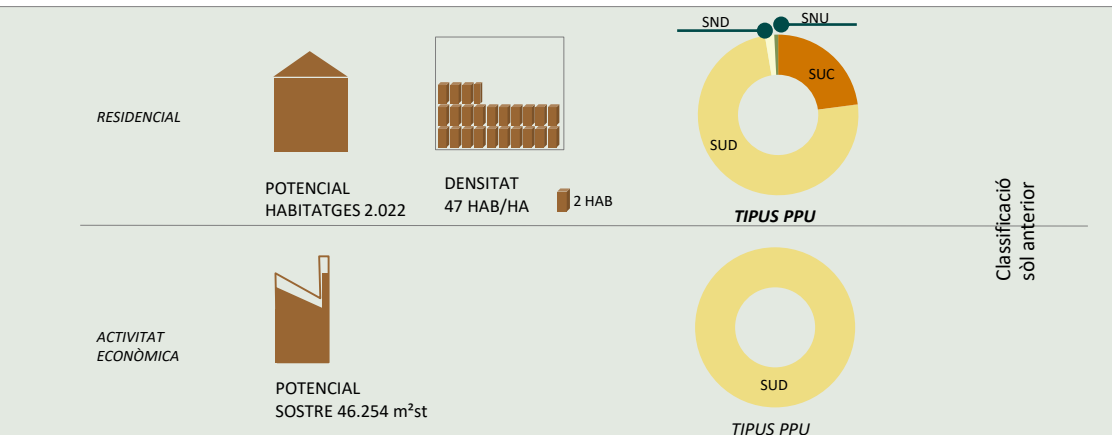 SND
SNU
SUC
RESIDENCIAL
SUD
POTENCIAL
HABITATGES 2.022
DENSITAT
47 HAB/HA
2 HAB
TIPUS PPU
Classificació
sòl anterior
ACTIVITAT
ECONÒMICA
SUD
POTENCIAL
SOSTRE 46.254 m²st
TIPUS PPU